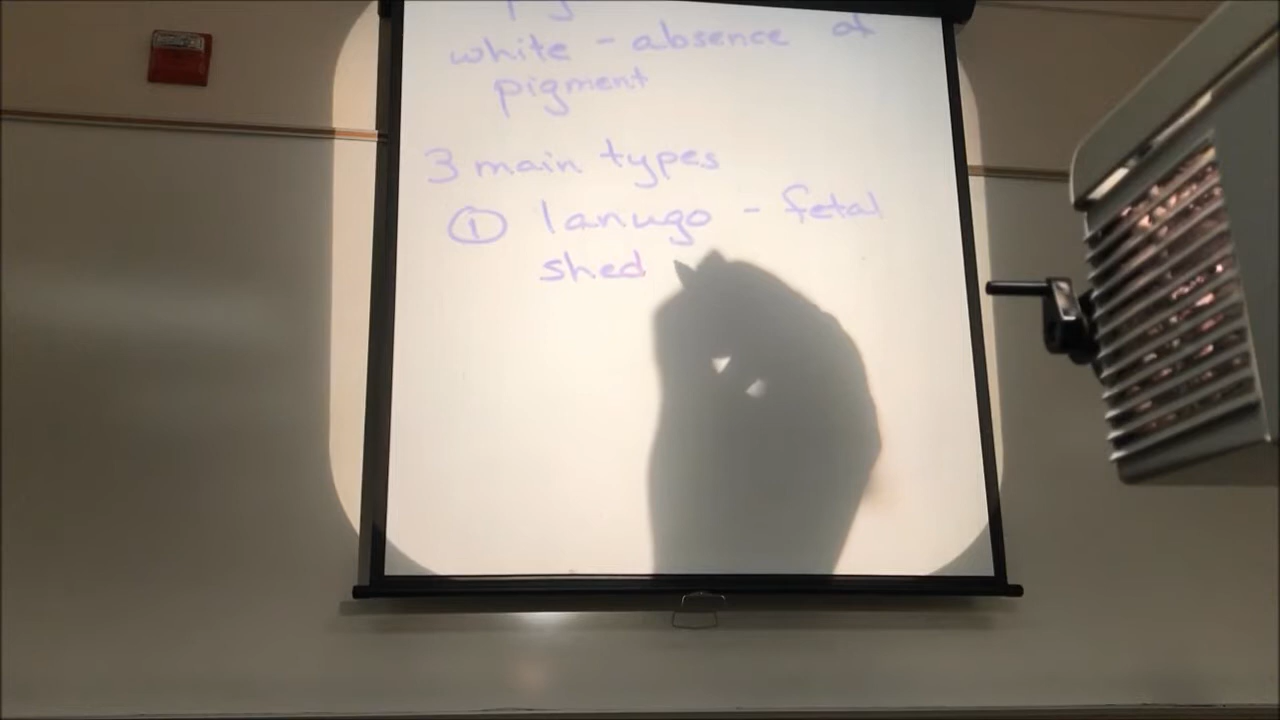 white - absence of
pigment
3 main types
① lanugo - fetal
shed